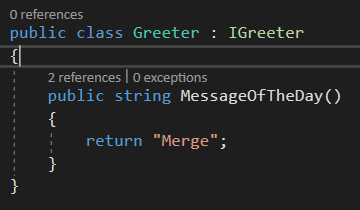 0 references
public class Greeter : IGreeter
{
2 references | 0 exceptions
public string MessageOfTheDay()
{
return "Merge";
}
}